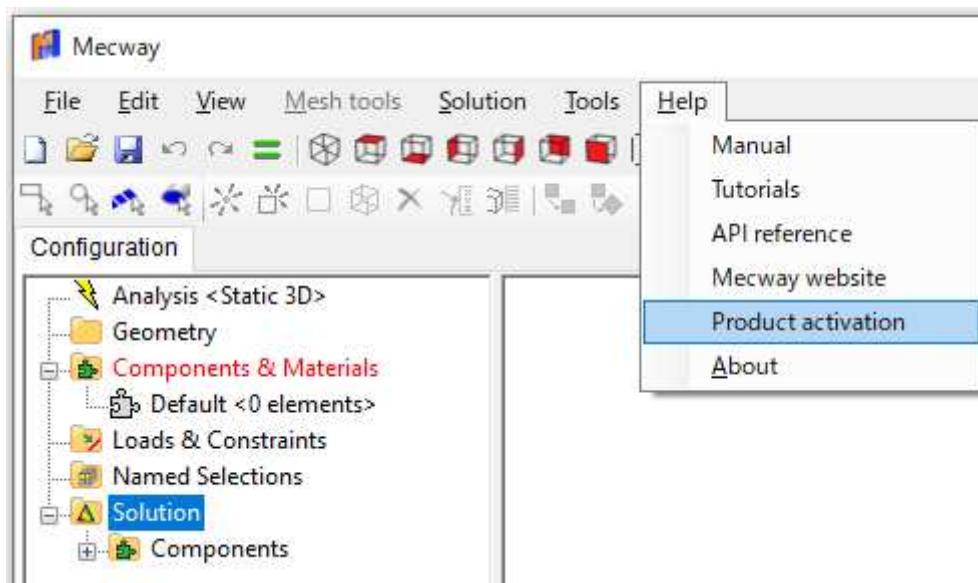 Mecway
File Edit View Mesh tools Solution Tools Help
Manual
Tutorials
API reference
Mecway website
Product activation
About
Configuration
Analysis <Static 3D>
Geometry
Components & Materials
Default <0 elements>
Loads & Constraints
Named Selections
Solution
Components